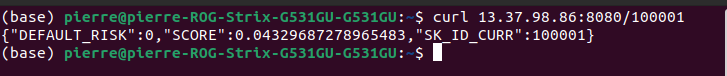 (base) pierre@pierre-ROG-Strix-G531GU-G531GU:~$ curl 13.37.98.86:8080/100001
{"DEFAULT_RISK":0,"SCORE":0.04329687278965483,"SK_ID_CURR":100001}
(base) pierre@pierre-ROG-Strix-G531GU-G531GU:~$